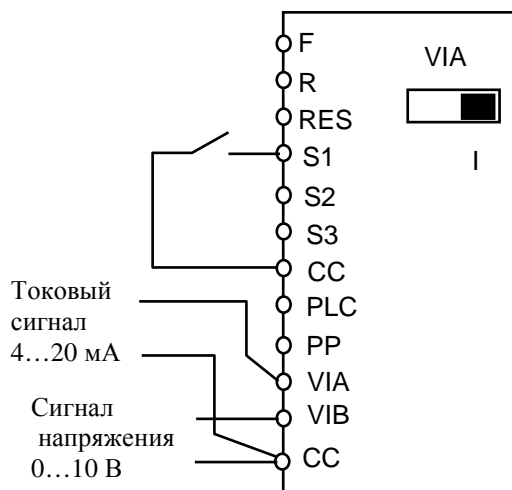 F
VIA
R
RES
S1
I
S2
S3
CC
PLC
PP
VIA
VIB
CC
Токовый
сигнал
4…20 мА
Сигнал
напряжения
0…10 В